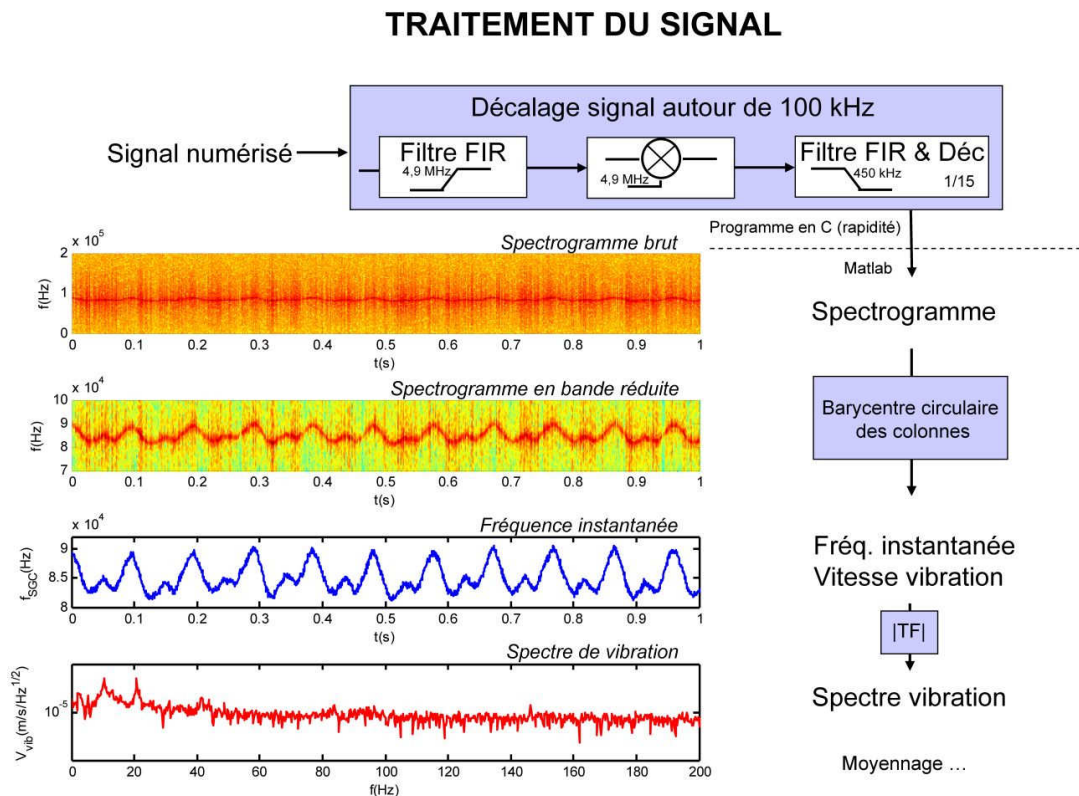 TRAITEMENT DU SIGNAL
Décalage signal autour de 100 kHz
Signal numérisé
Filtre FIR
4,9 MHz
4,9 MHz
Filtre FIR & Déc
450 kHz
1/15
Programme en C (rapidité)
Matlab
Spectrogramme brut
x 10^5
f(Hz)
2
1
0
0 0.1 0.2 0.3 0.4 0.5 0.6 0.7 0.8 0.9 1
t(s)
Spectrogramme
Spectrogramme en bande réduite
x 10^4
f(Hz)
10
9
8
7
0 0.1 0.2 0.3 0.4 0.5 0.6 0.7 0.8 0.9 1
t(s)
Barycentre circulaire
des colonnes
Fréquence instantanée
x 10^4
f_SGC(Hz)
9
8.5
8
0 0.1 0.2 0.3 0.4 0.5 0.6 0.7 0.8 0.9 1
t(s)
Fréq. instantanée
Vitesse vibration
|TF|
Spectre de vibration
V_vib(m/s/Hz^1/2)
10^-5
0 20 40 60 80 100 120 140 160 180 200
f(Hz)
Spectre vibration
Moyennage ...